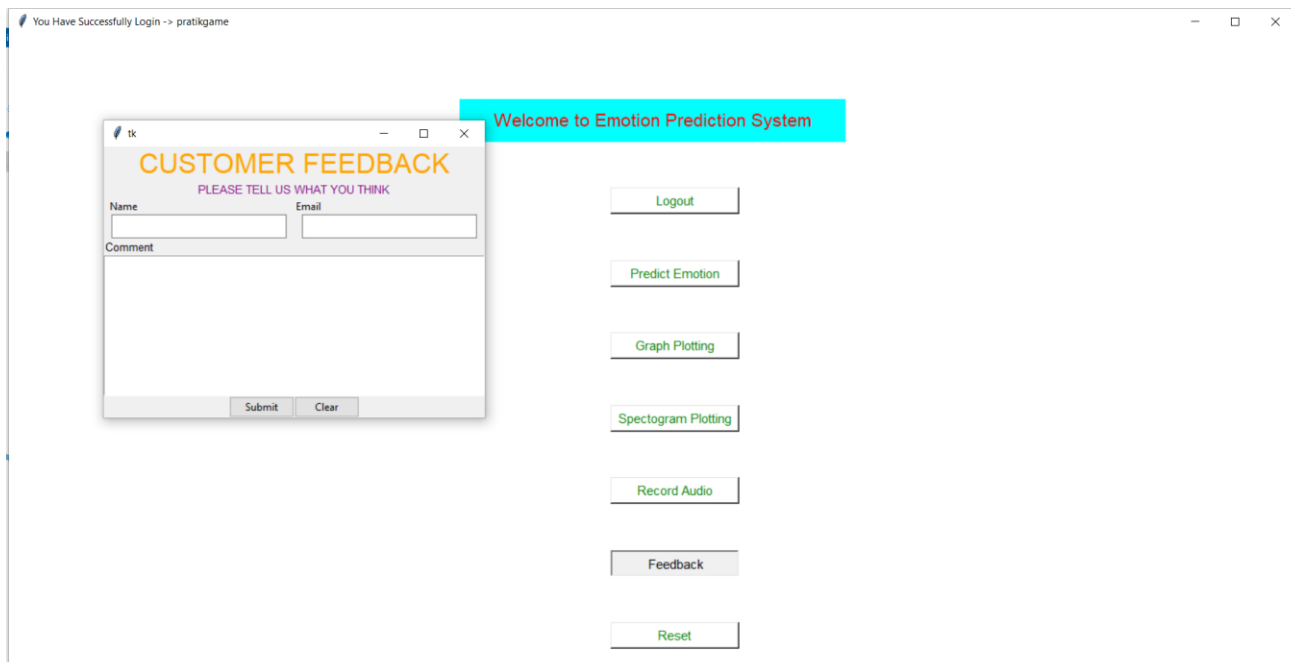 You Have Successfully Login -> pratikgame
Welcome to Emotion Prediction System
tk
CUSTOMER FEEDBACK
PLEASE TELL US WHAT YOU THINK
Name Email
Comment
Submit Clear
Logout
Predict Emotion
Graph Plotting
Spectogram Plotting
Record Audio
Feedback
Reset